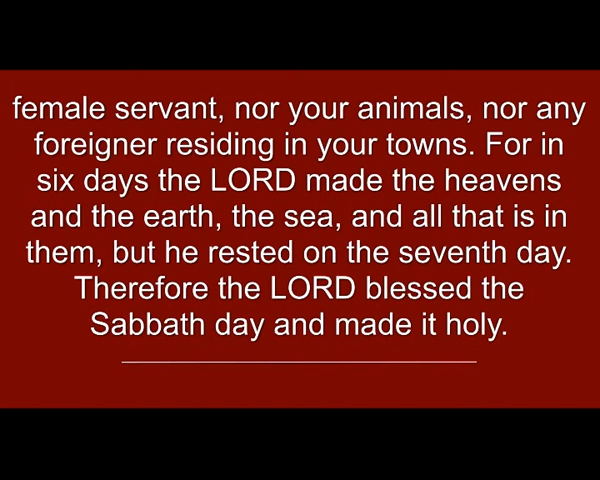 female servant, nor your animals, nor any
foreigner residing in your towns. For in
six days the LORD made the heavens
and the earth, the sea, and all that is in
them, but he rested on the seventh day.
Therefore the LORD blessed the
Sabbath day and made it holy.